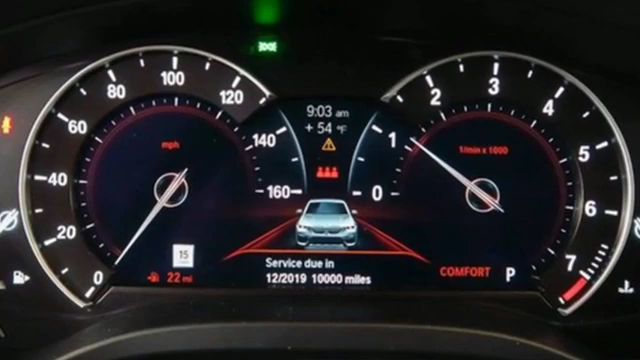 9:03 am
+ 54 °F
mph
1/min x 1000
0
20
40
60
80
100
120
140
160
0
1
2
3
4
5
6
7
15
22 mi
Service due in
12/2019 10000 miles
COMFORT
P